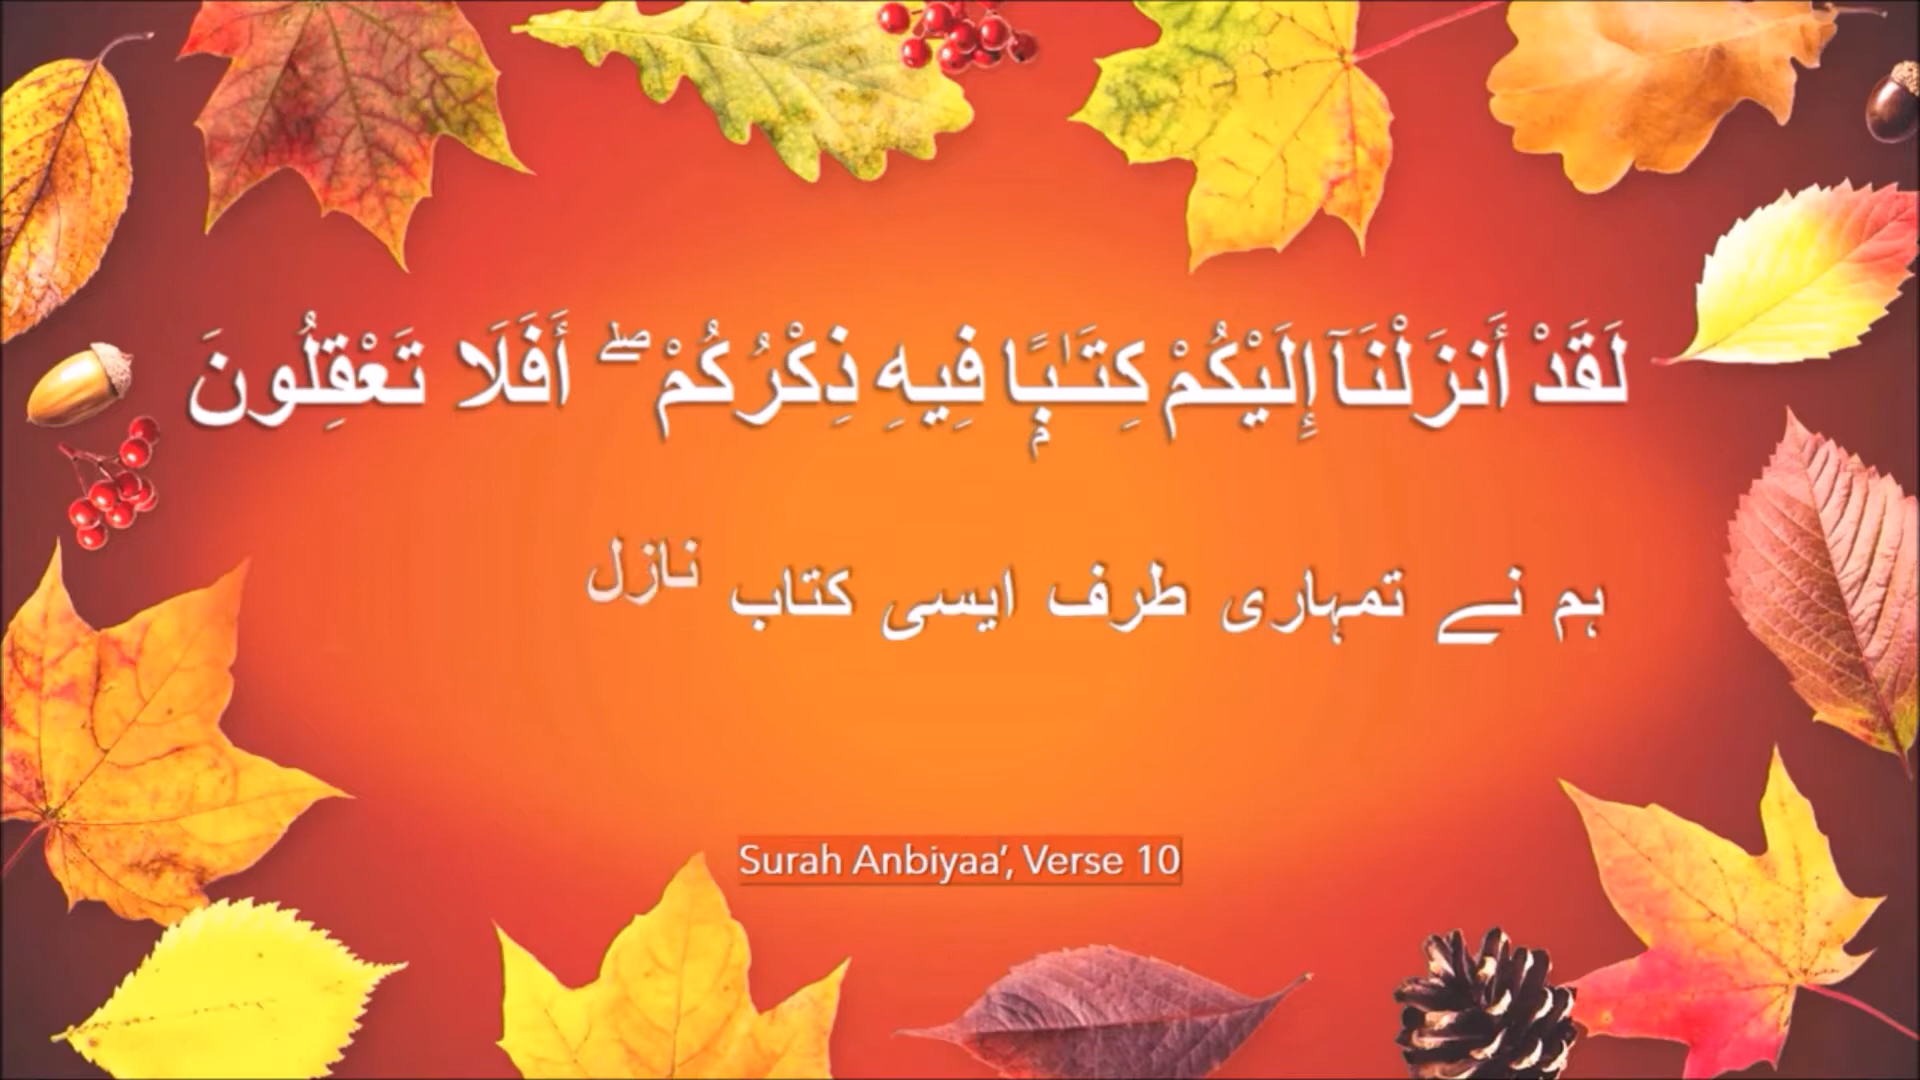 لَقَدْ أَنزَلْنَآ إِلَيْكُمْ كِتَـٰبًۭا فِيهِ ذِكْرُكُمْ ۖ أَفَلَا تَعْقِلُونَ
ہم نے تمہاری طرف ایسی کتاب نازل
Surah Anbiyaa’, Verse 10